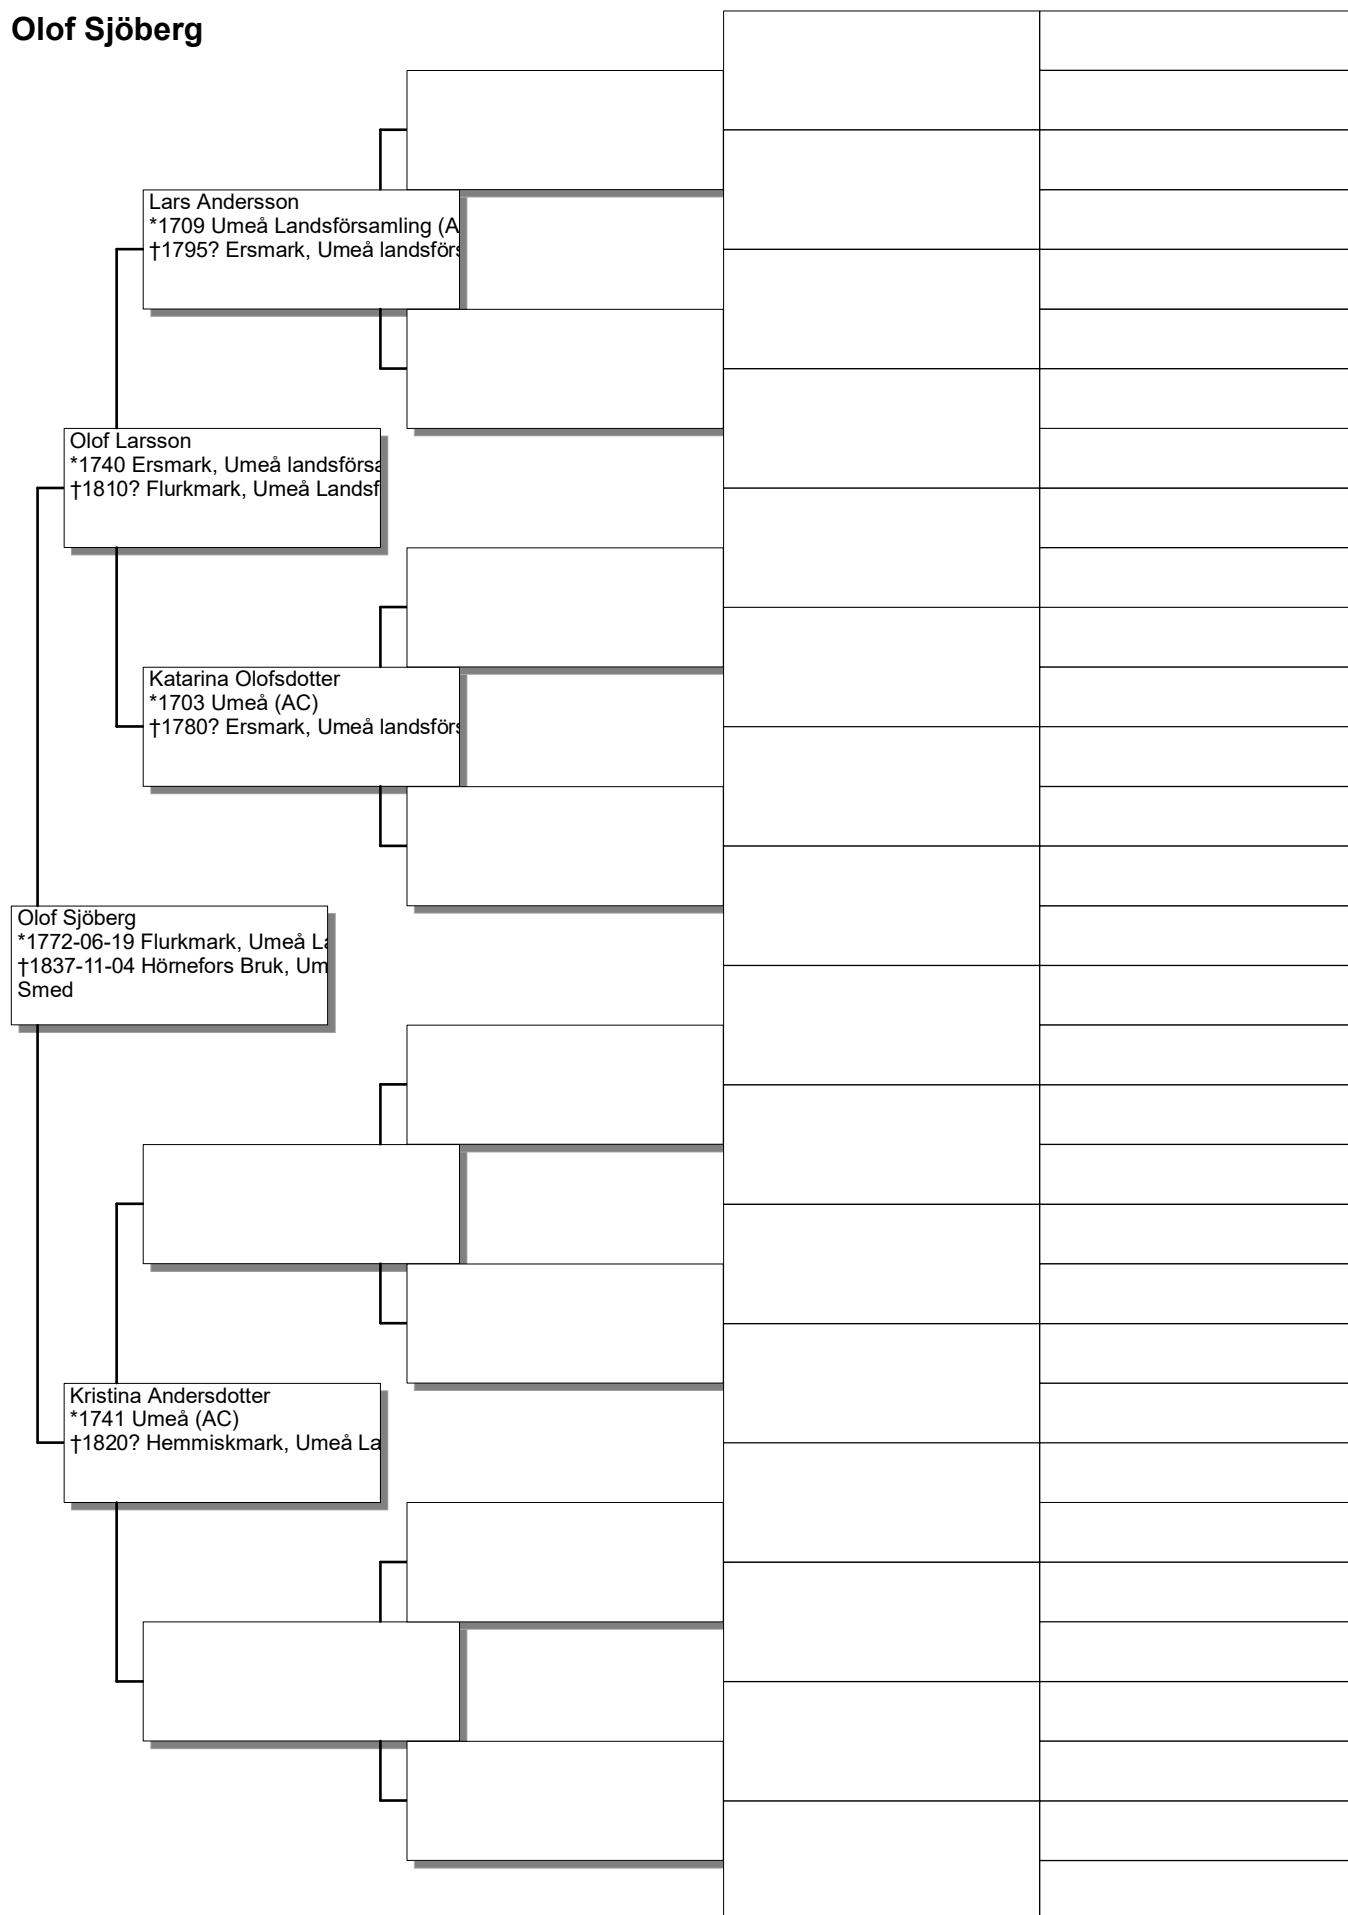 Olof Sjöberg
Lars Andersson
*1709 Umeå Landsförsamling (A
†1795? Ersmark, Umeå landsförs
Olof Larsson
*1740 Ersmark, Umeå landsförsa
†1810? Flurkmark, Umeå Landsf
Katarina Olofsdotter
*1703 Umeå (AC)
†1780? Ersmark, Umeå landsförs
Olof Sjöberg
*1772-06-19 Flurkmark, Umeå La
†1837-11-04 Hörnefors Bruk, Um
Smed
Kristina Andersdotter
*1741 Umeå (AC)
†1820? Hemmiskmark, Umeå La